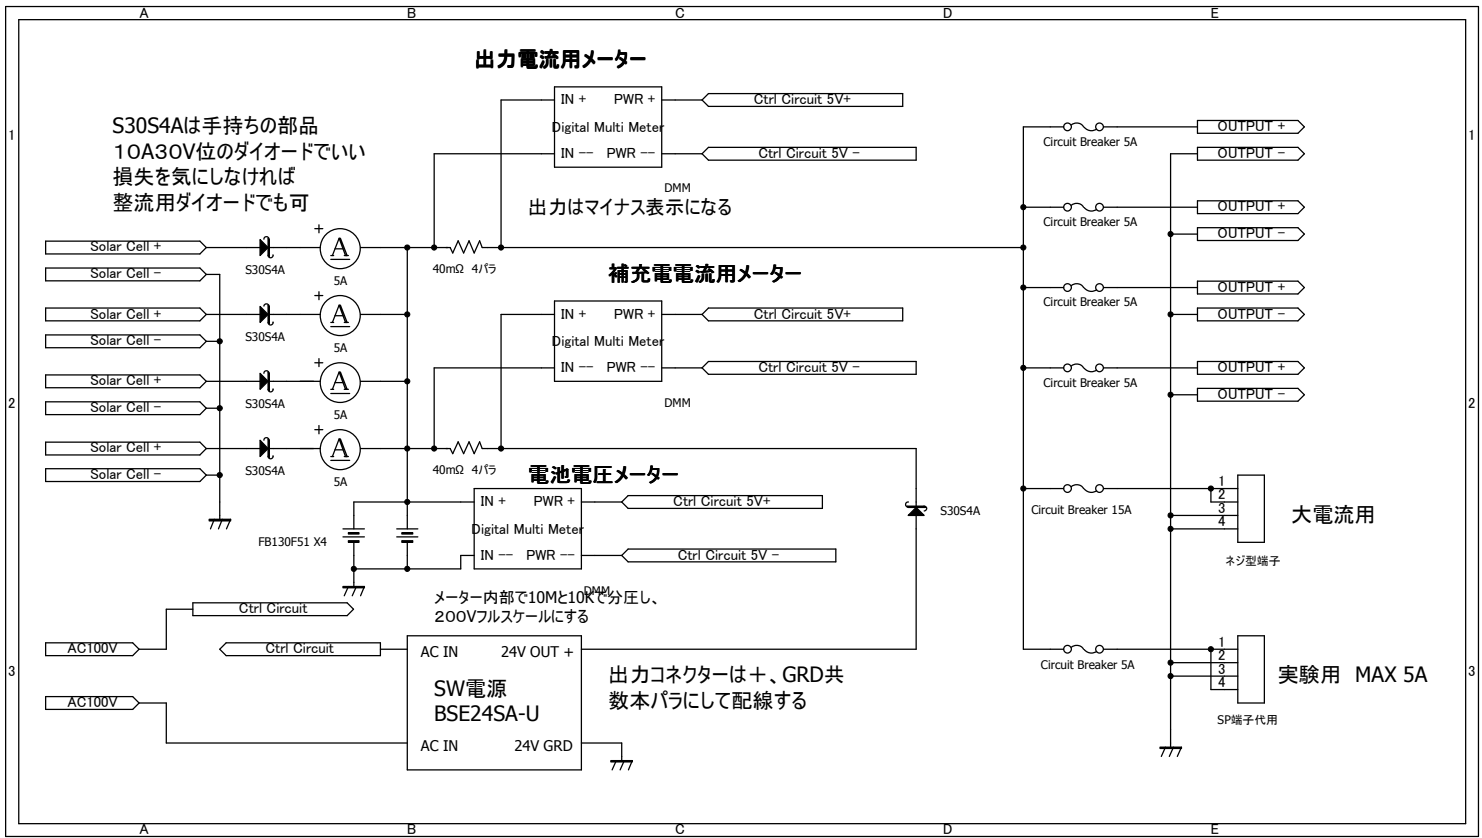 A B C D E
出力電流用メーター
IN + PWR +
Digital Multi Meter
IN -- PWR --
Ctrl Circuit 5V+
Ctrl Circuit 5V -
DMM
出力はマイナス表示になる
1
1
S30S4Aは手持ちの部品
10A30V位のダイオードでいい
損失を気にしなければ
整流用ダイオードでも可
Solar Cell +
Solar Cell -
S30S4A
+
A
5A
Solar Cell +
Solar Cell -
S30S4A
+
A
5A
Solar Cell +
Solar Cell -
S30S4A
+
A
5A
Solar Cell +
Solar Cell -
S30S4A
+
A
5A
40mΩ 4パラ
補充電電流用メーター
IN + PWR +
Digital Multi Meter
IN -- PWR --
Ctrl Circuit 5V+
Ctrl Circuit 5V -
DMM
2
2
40mΩ 4パラ
電池電圧メーター
IN + PWR +
Digital Multi Meter
IN -- PWR --
Ctrl Circuit 5V+
Ctrl Circuit 5V -
DMM
FB130F51 X4
S30S4A
メーター内部で10Mと10Kで分圧し、
200Vフルスケールにする
Ctrl Circuit
AC100V
Ctrl Circuit
AC100V
AC IN 24V OUT +
SW電源
BSE24SA-U
AC IN 24V GRD
出力コネクターは+、GRD共
数本パラにして配線する
3
3
Circuit Breaker 5A
OUTPUT +
OUTPUT -
Circuit Breaker 5A
OUTPUT +
OUTPUT -
Circuit Breaker 5A
OUTPUT +
OUTPUT -
Circuit Breaker 5A
OUTPUT +
OUTPUT -
Circuit Breaker 15A
1
2
3
4
大電流用
ネジ型端子
Circuit Breaker 5A
1
2
3
4
実験用 MAX 5A
SP端子代用
A B C D E